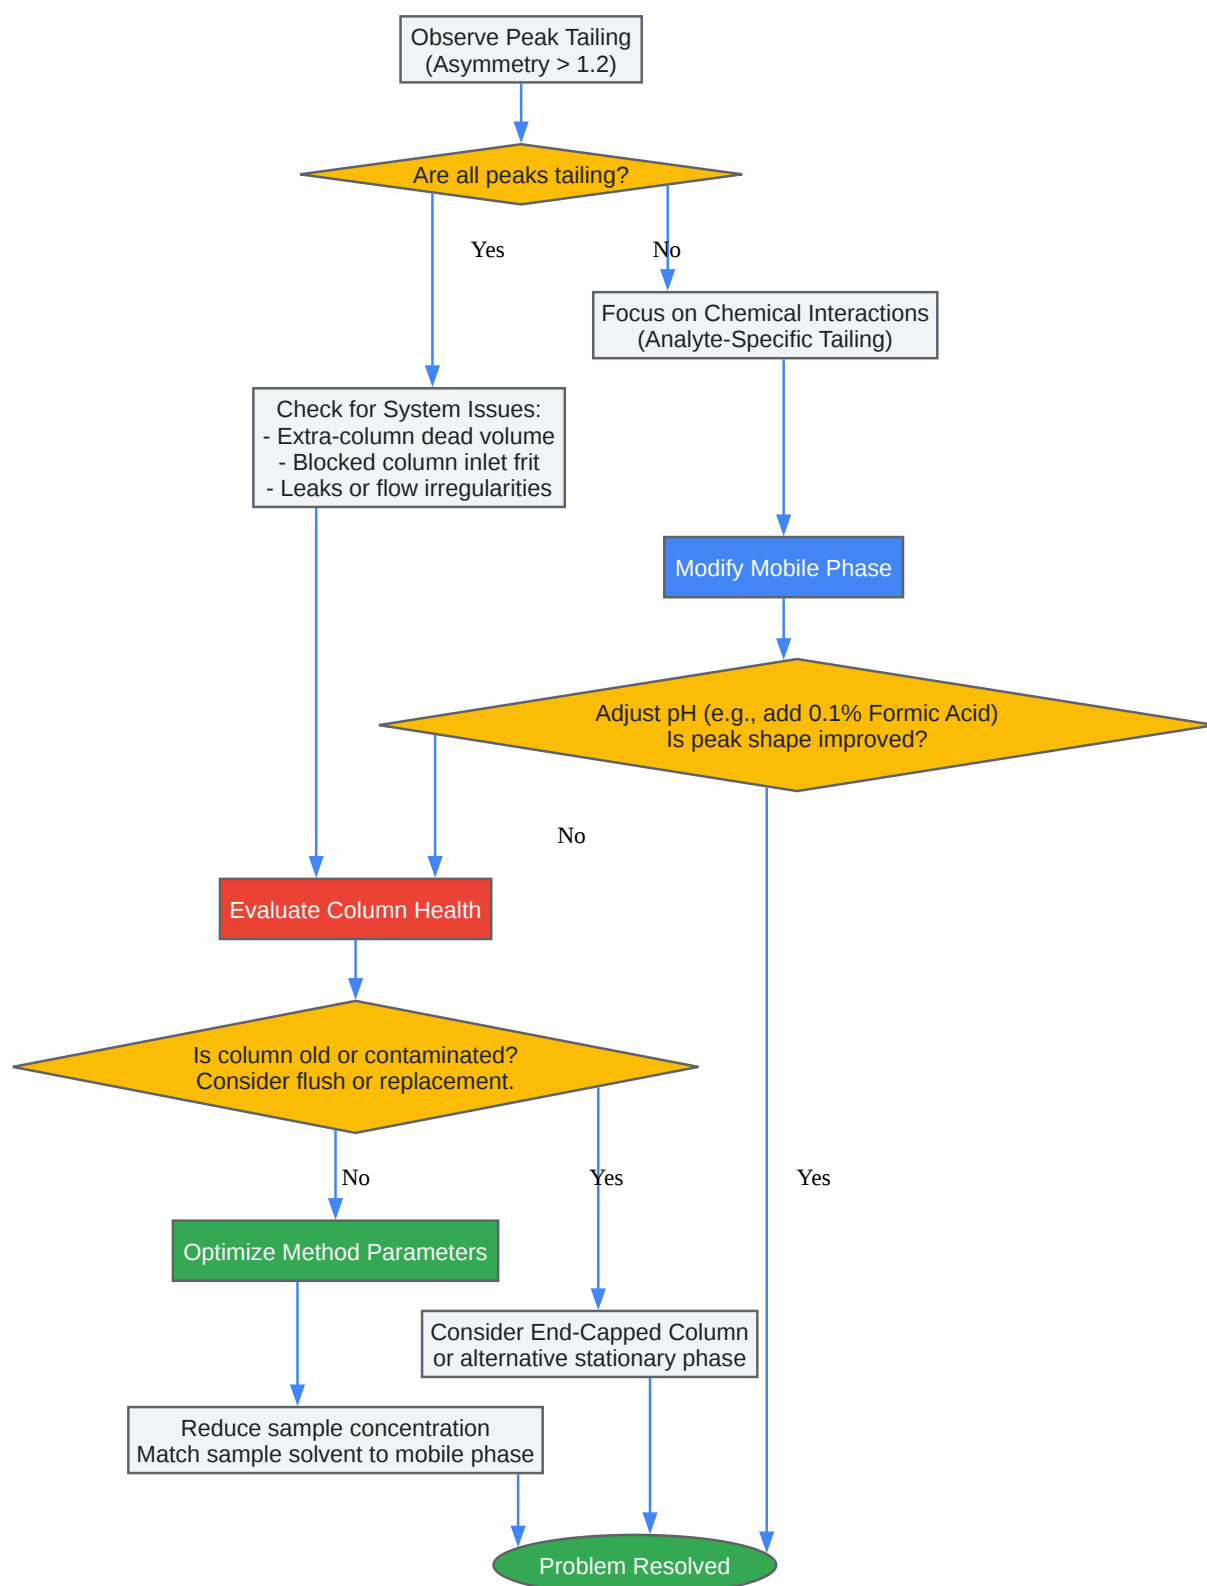 Observe Peak Tailing
(Asymmetry > 1.2)
Are all peaks tailing?
Yes
No
Focus on Chemical Interactions
(Analyte-Specific Tailing)
Check for System Issues:
- Extra-column dead volume
- Blocked column inlet frit
- Leaks or flow irregularities
Modify Mobile Phase
Adjust pH (e.g., add 0.1% Formic Acid)
Is peak shape improved?
No
Evaluate Column Health
Is column old or contaminated?
Consider flush or replacement.
No
Yes
Yes
Optimize Method Parameters
Consider End-Capped Column
or alternative stationary phase
Reduce sample concentration
Match sample solvent to mobile phase
Problem Resolved